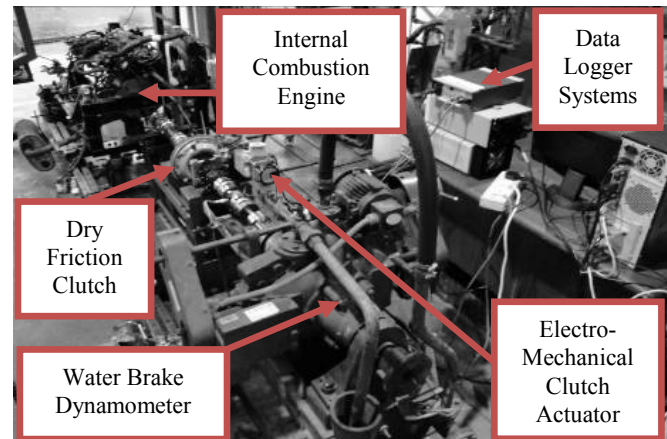 Internal
Combustion
Engine
Data
Logger
Systems
Dry
Friction
Clutch
Water Brake
Dynamometer
Electro-
Mechanical
Clutch
Actuator